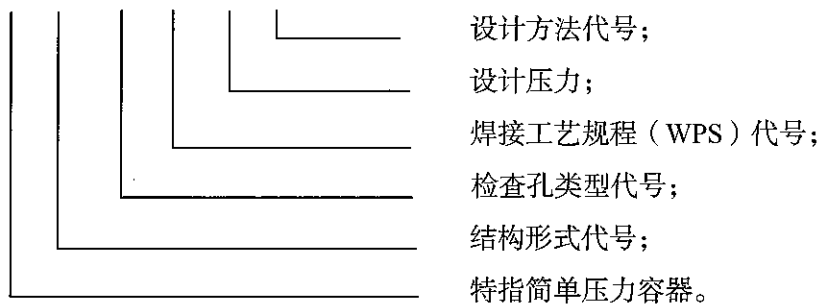 设计方法代号；
设计压力；
焊接工艺规程（WPS）代号；
检查孔类型代号；
结构形式代号；
特指简单压力容器。